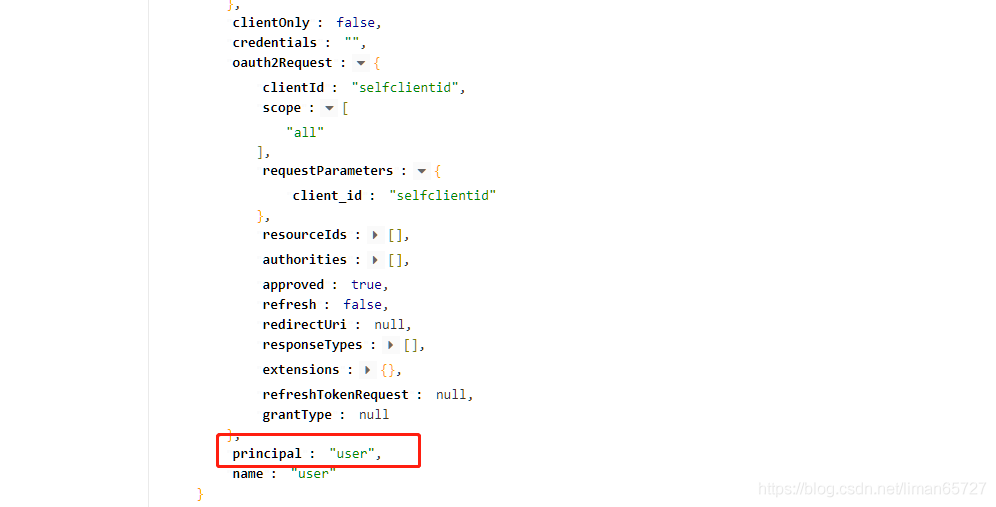 },
clientOnly : false,
credentials : "",
oauth2Request : {
clientId : "selfclientid",
scope : [
"all"
],
requestParameters : {
client_id : "selfclientid"
},
resourceIds : [],
authorities : [],
approved : true,
refresh : false,
redirectUri : null,
responseTypes : [],
extensions : {},
refreshTokenRequest : null,
grantType : null
},
principal : "user",
name : "user"
}
https://blog.csdn.net/liman65727